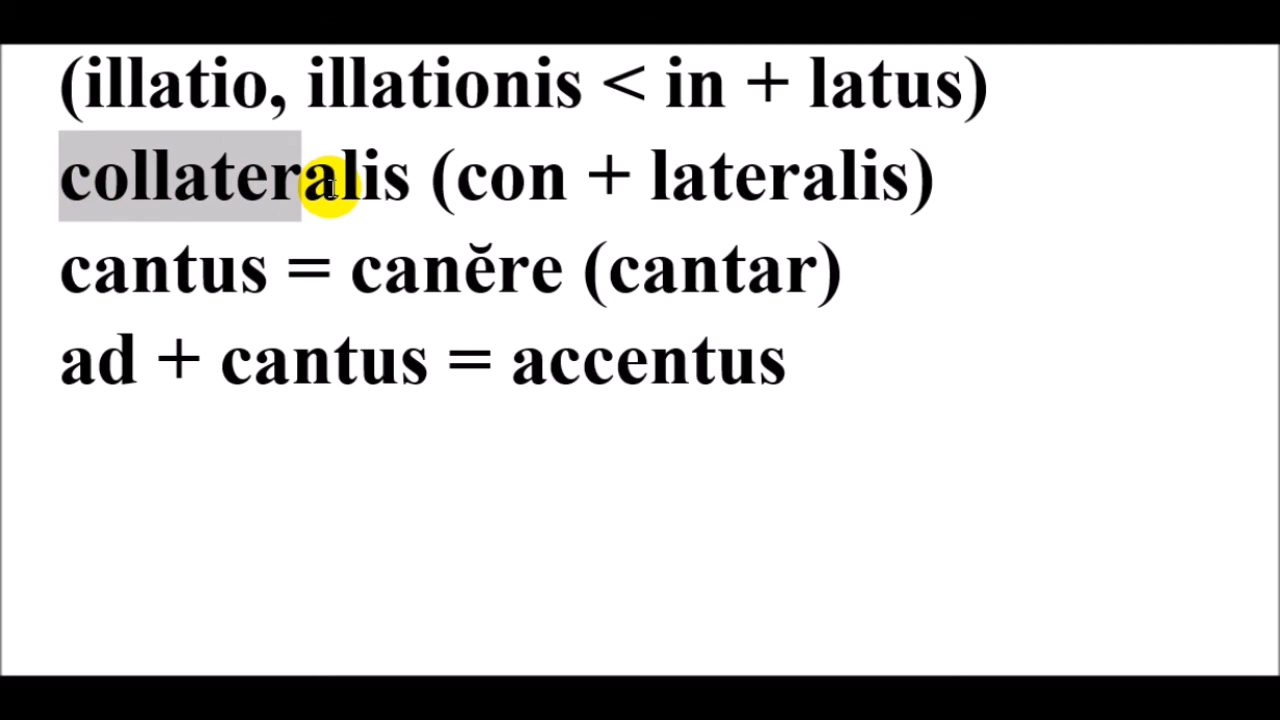 (illatio, illationis < in + latus)
collateralis (con + lateralis)
cantus = canĕre (cantar)
ad + cantus = accentus